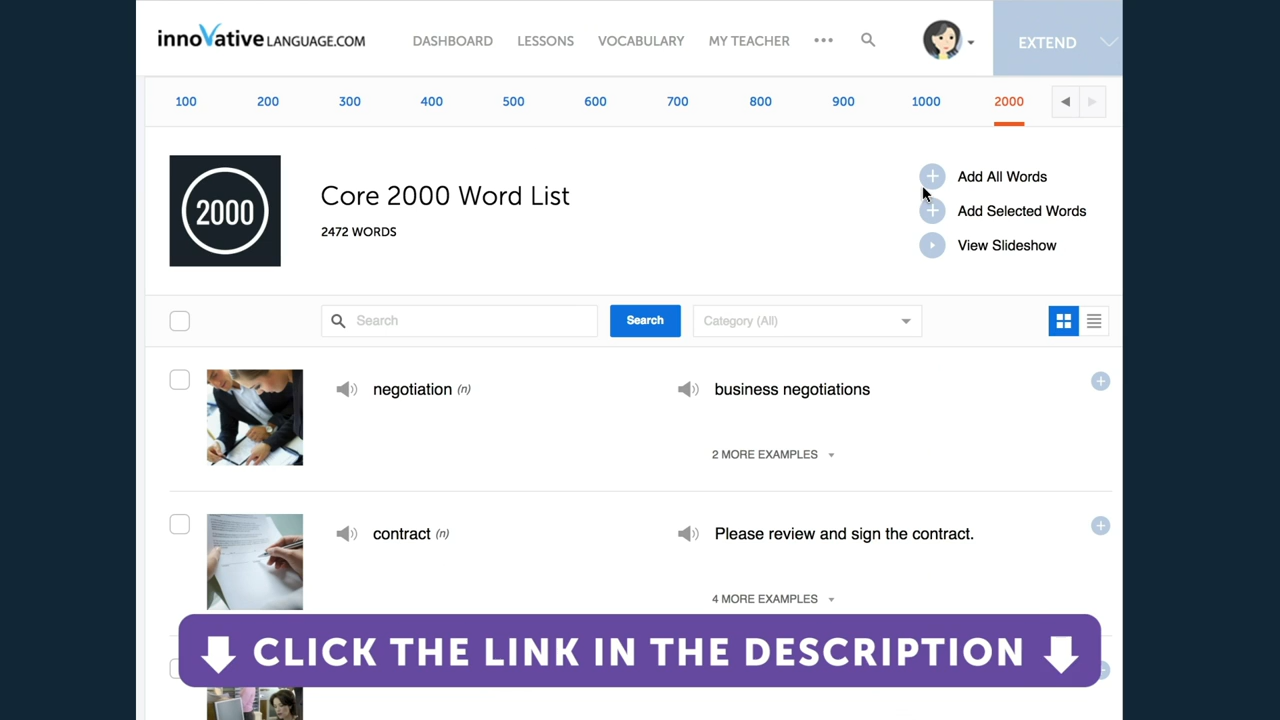 innoVative LANGUAGE.COM
DASHBOARD LESSONS VOCABULARY MY TEACHER ••• EXTEND
100 200 300 400 500 600 700 800 900 1000 2000
2000
Core 2000 Word List
2472 WORDS
Add All Words
Add Selected Words
View Slideshow
Search Search Category (All)
negotiation (n) business negotiations
2 MORE EXAMPLES
contract (n) Please review and sign the contract.
4 MORE EXAMPLES
CLICK THE LINK IN THE DESCRIPTION